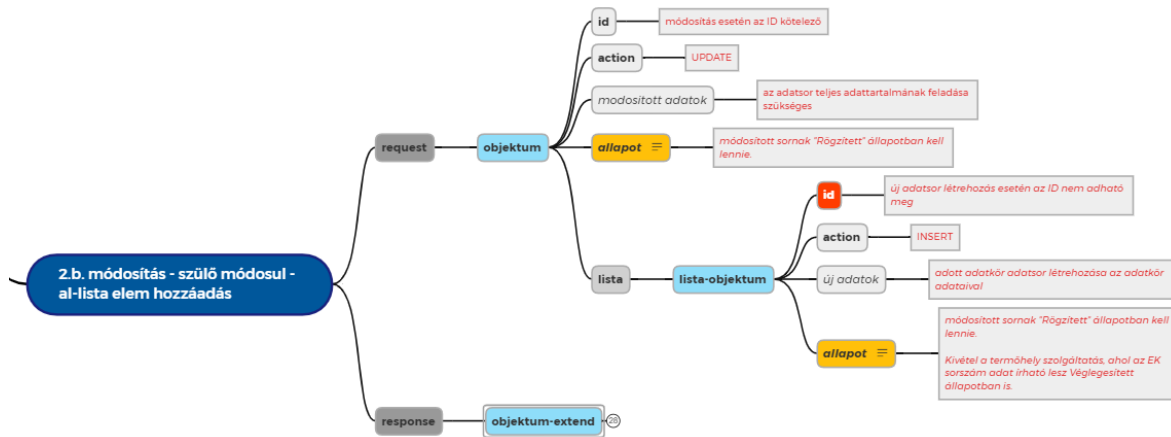 id
módosítás esetén az ID kötelező
action
UPDATE
modosított adatok
az adatsor teljes adattartalmának feladása
szükséges
request
objektum
allapot
módosított sornak "Rögzített" állapotban kell
lennie.
id
új adatsor létrehozás esetén az ID nem adható
meg
action
INSERT
2.b. módosítás - szülő módosul -
al-lista elem hozzáadás
lista
lista-objektum
új adatok
adott adatkör adatsor létrehozása az adatkör
adataival
allapot
módosított sornak "Rögzített" állapotban kell
lennie.
Kivétel a termőhely szolgáltatás, ahol az EK
sorszám adat írható lesz Véglegesített
állapotban is.
response
objektum-extend
28